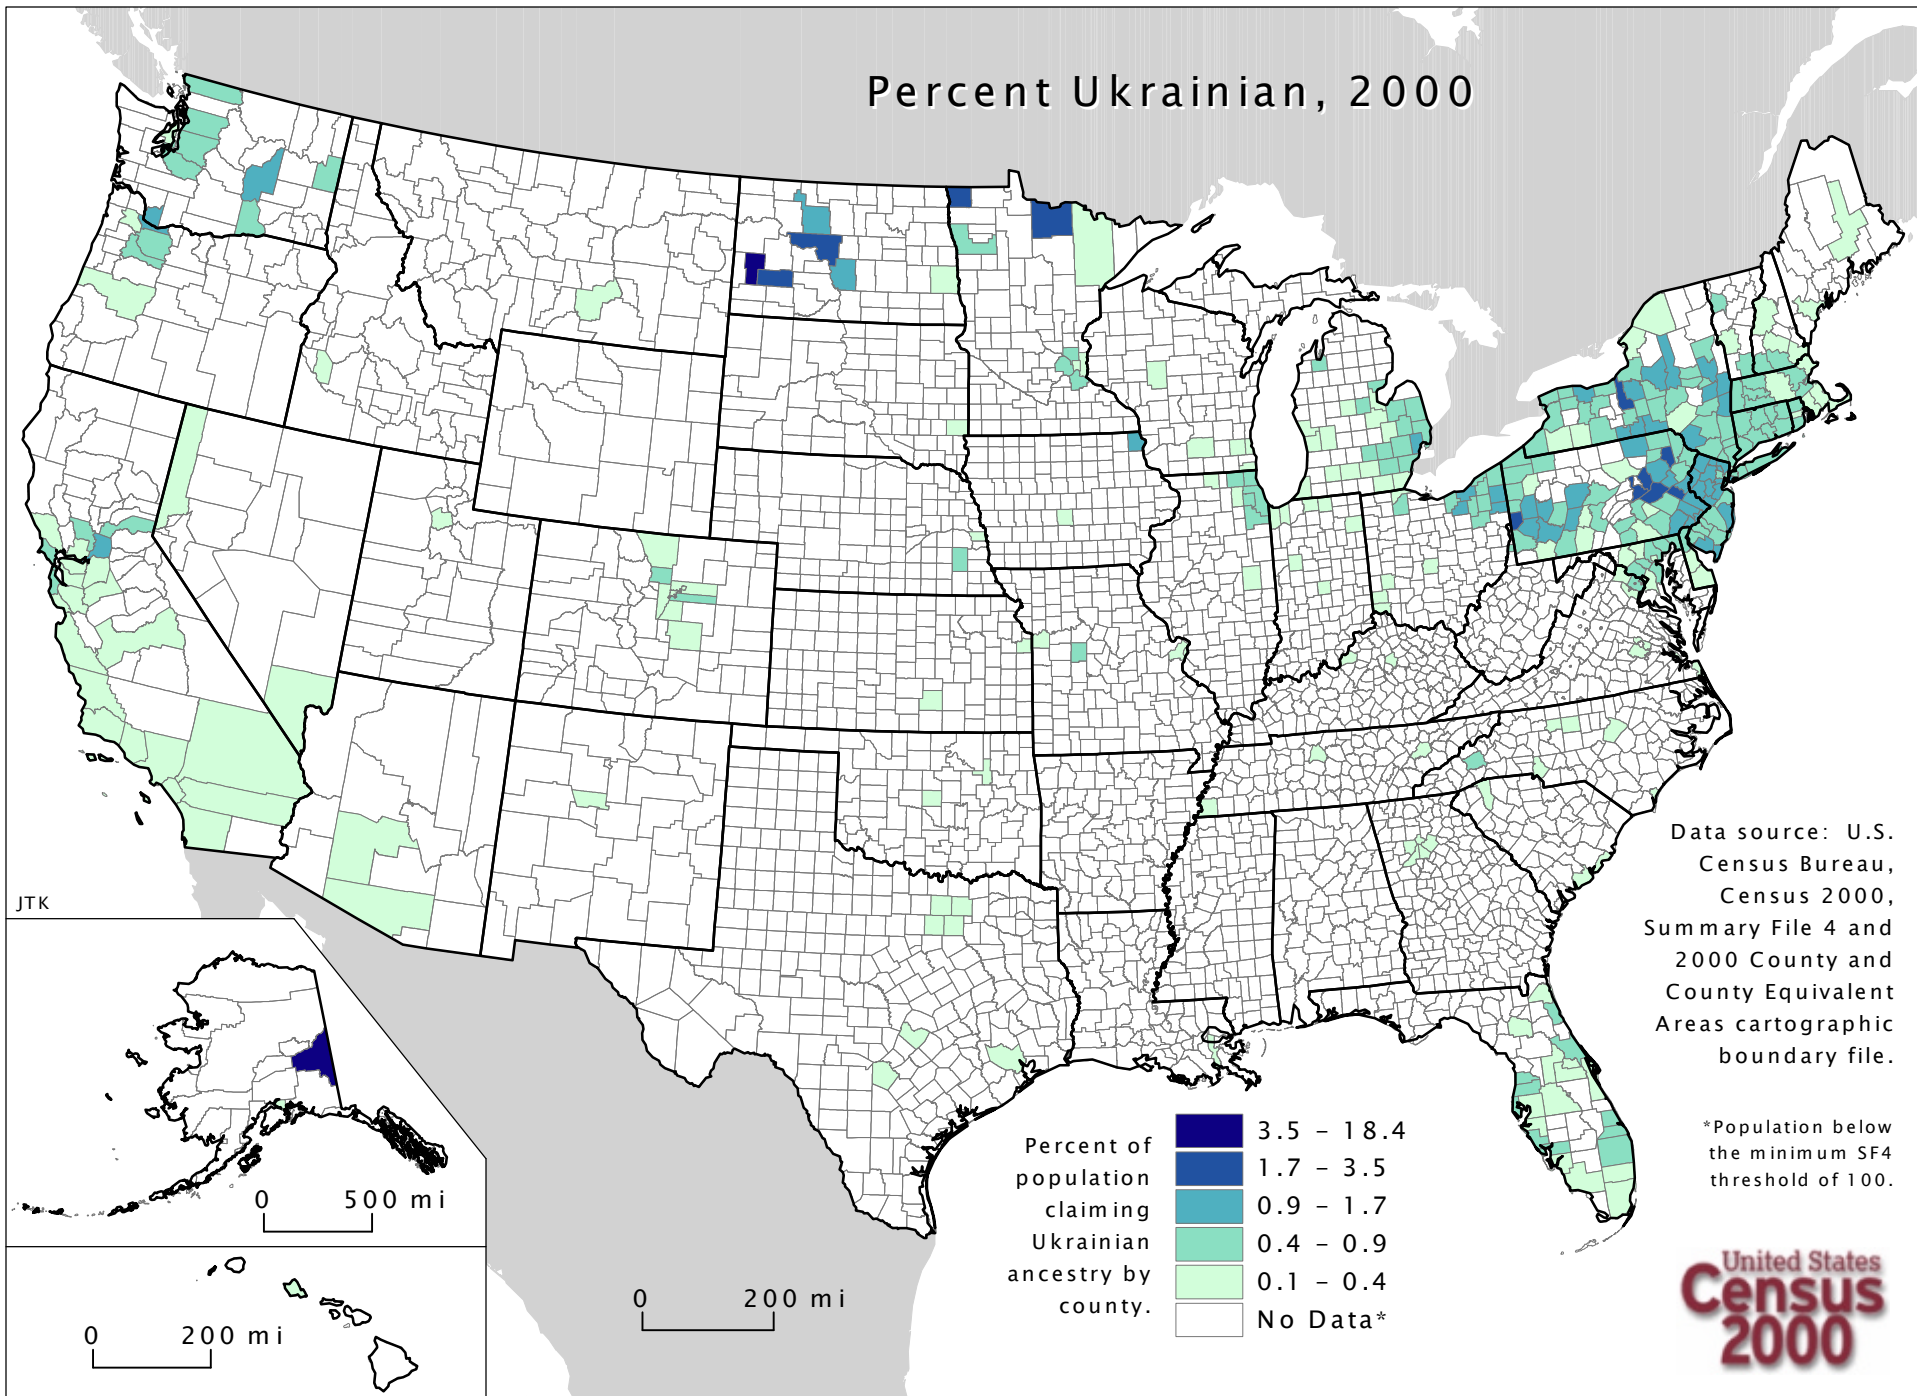 Percent Ukrainian, 2000
Data source: U.S.
Census Bureau,
Census 2000,
Summary File 4 and
2000 County and
County Equivalent
Areas cartographic
boundary file.
*Population below
the minimum SF4
threshold of 100.
JTK
0 500 mi
0 200 mi
0 200 mi
Percent of
population
claiming
Ukrainian
ancestry by
county.
3.5 – 18.4
1.7 – 3.5
0.9 – 1.7
0.4 – 0.9
0.1 – 0.4
No Data*
United States
Census
2000